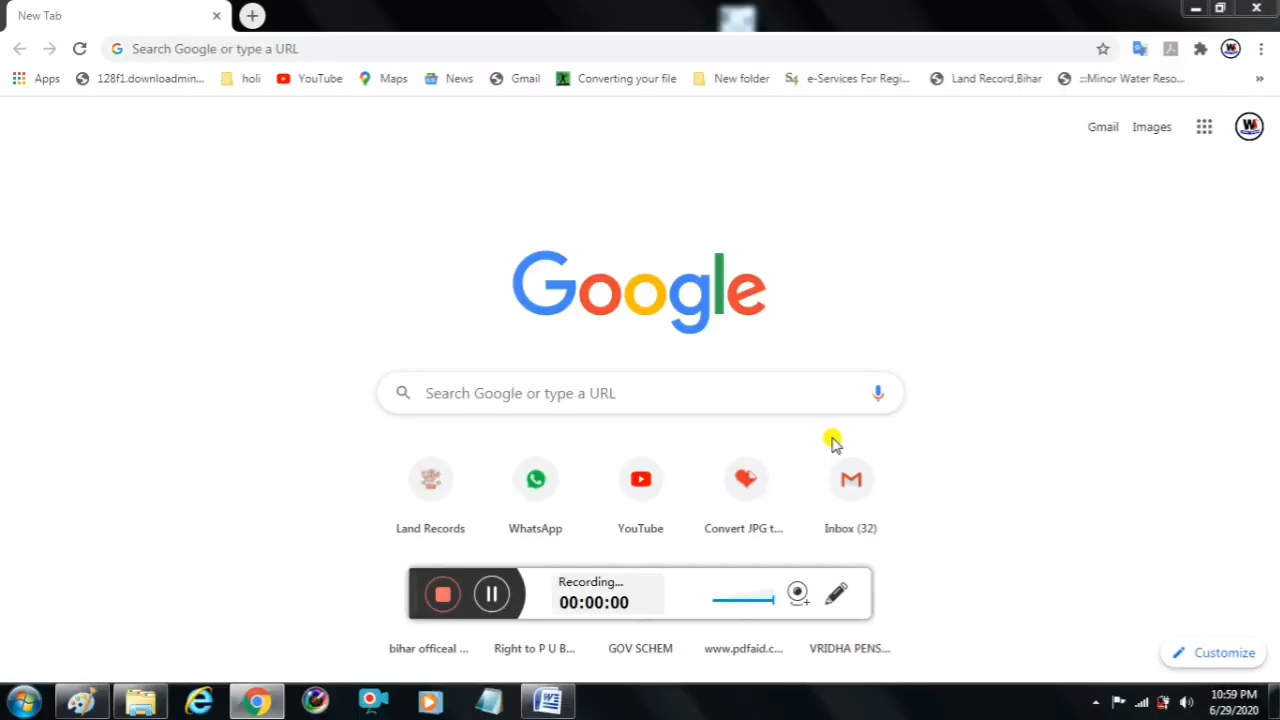 New Tab
Search Google or type a URL
Apps 128f1.downloadmin... holi YouTube Maps News Gmail Converting your file New folder e-Services For Regi... Land Record,Bihar :::Minor Water Reso... »
Gmail Images
Google
Search Google or type a URL
Land Records WhatsApp YouTube Convert JPG t... Inbox (32)
Recording...
00:00:00
bihar officeal ... Right to P U B... GOV SCHEM www.pdfaid.c... VRIDHA PENS...
Customize
10:59 PM
6/29/2020